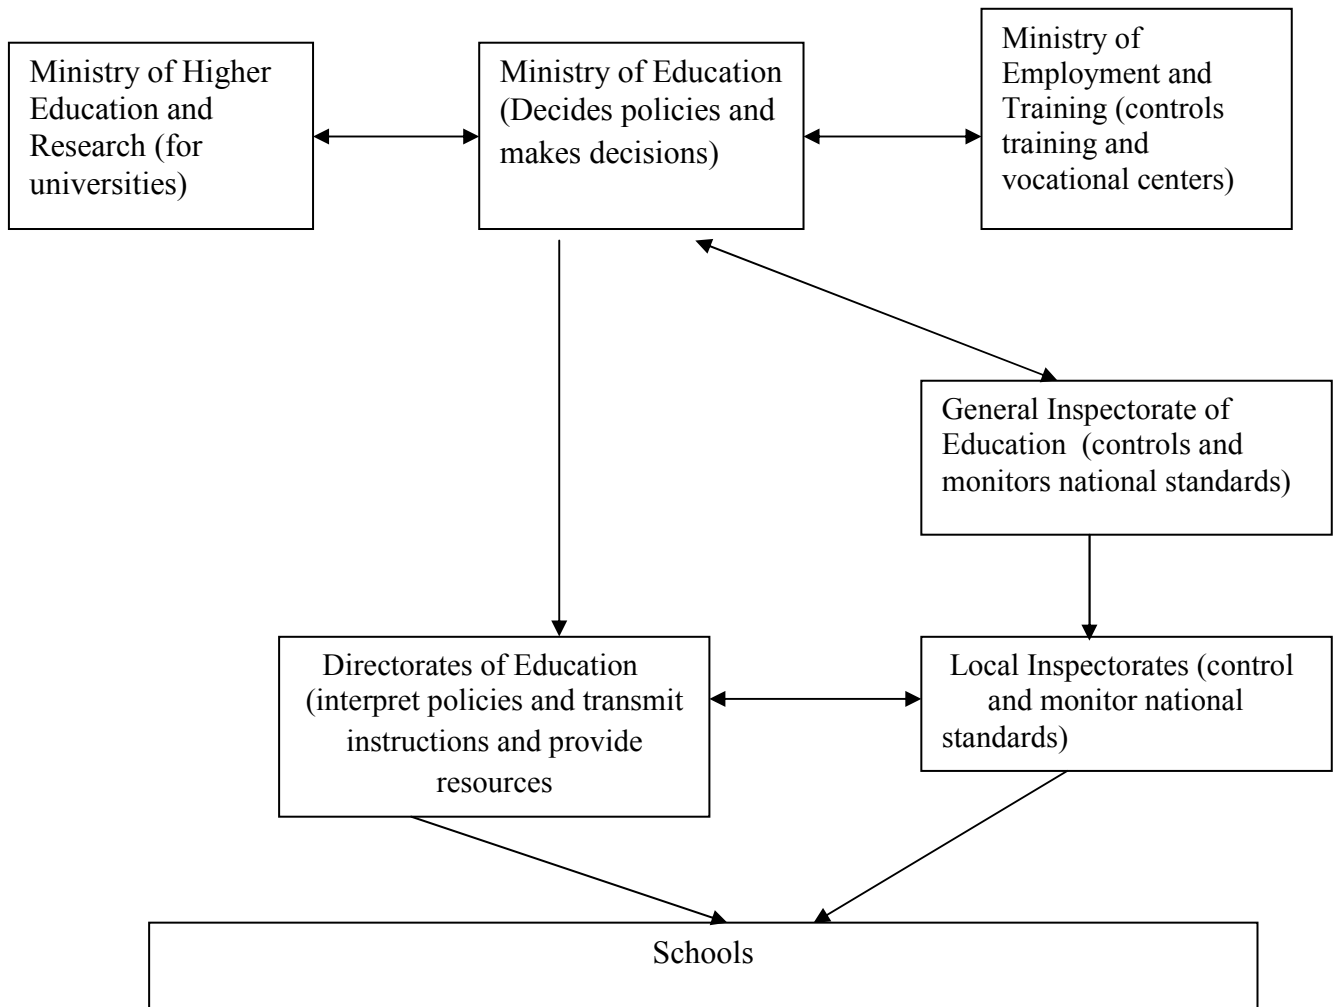 Ministry of Higher
Education and
Research (for
universities)
Ministry of Education
(Decides policies and
makes decisions)
Ministry of
Employment and
Training (controls
training and
vocational centers)
General Inspectorate of
Education  (controls and
monitors national standards)
Directorates of Education
(interpret policies and transmit
instructions and provide
resources
Local Inspectorates (control
and monitor national
standards)
Schools